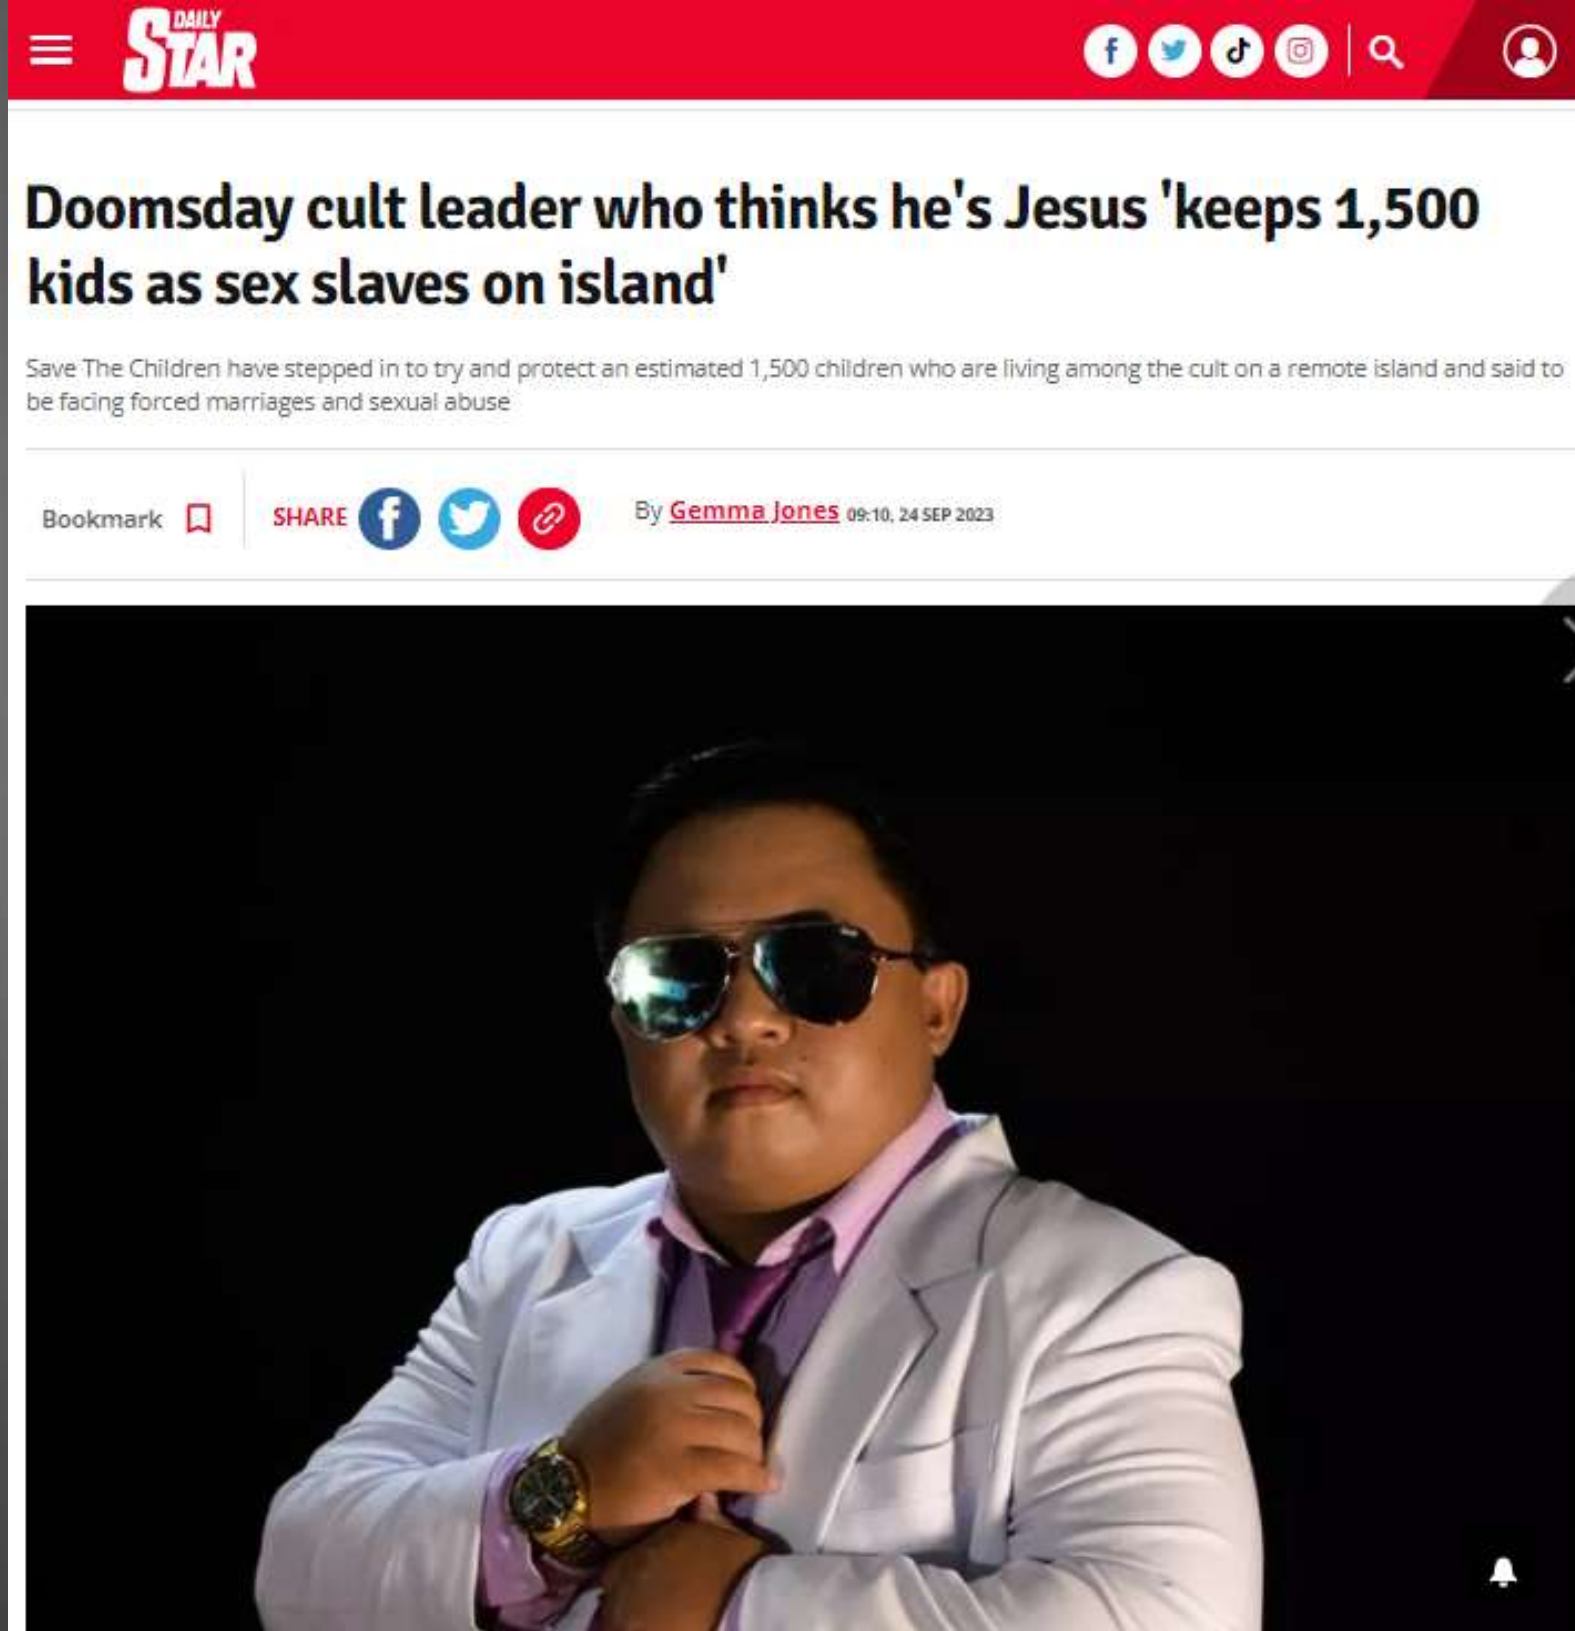 DAILY
STAR
Doomsday cult leader who thinks he's Jesus 'keeps 1,500
kids as sex slaves on island'
Save The Children have stepped in to try and protect an estimated 1,500 children who are living among the cult on a remote island and said to
be facing forced marriages and sexual abuse
Bookmark SHARE By Gemma Jones 09:10, 24 SEP 2023